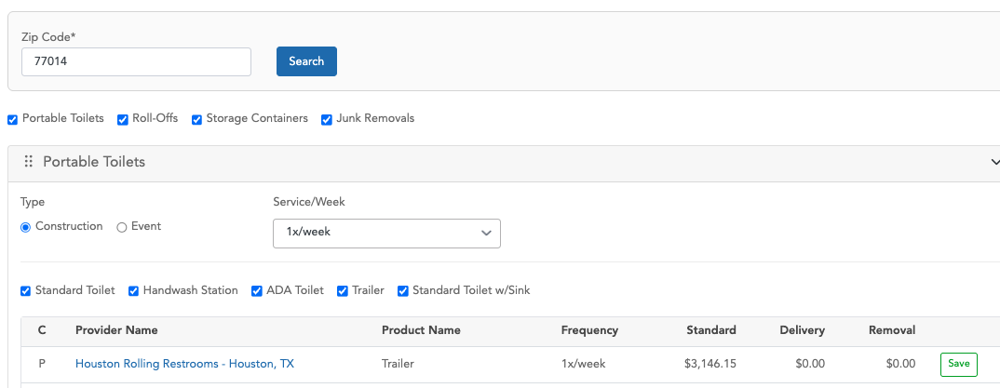 Zip Code*
77014 Search
Portable Toilets Roll-Offs Storage Containers Junk Removals
Portable Toilets
Type Service/Week
Construction Event 1x/week
Standard Toilet Handwash Station ADA Toilet Trailer Standard Toilet w/Sink
C Provider Name Product Name Frequency Standard Delivery Removal
P Houston Rolling Restrooms - Houston, TX Trailer 1x/week $3,146.15 $0.00 $0.00 Save